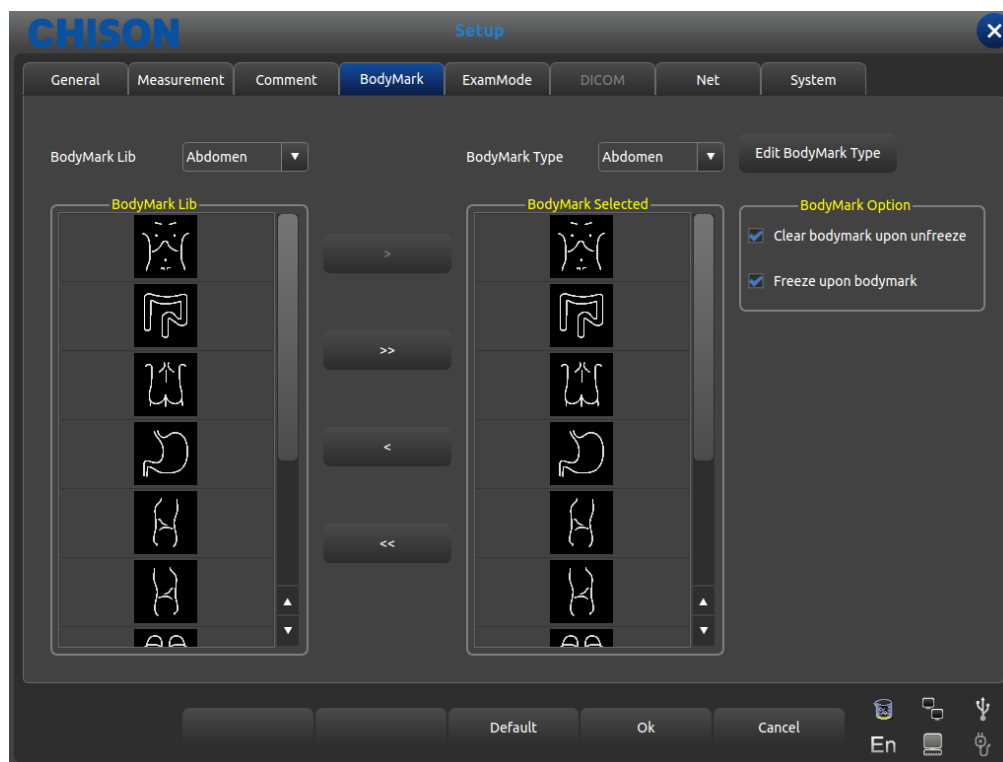 CHISON
Setup
General Measurement Comment BodyMark ExamMode DICOM Net System
BodyMark Lib Abdomen BodyMark Type Abdomen Edit BodyMark Type
BodyMark Lib BodyMark Selected BodyMark Option
Clear bodymark upon unfreeze
>
Freeze upon bodymark
>>
<
<<
Default Ok Cancel
En